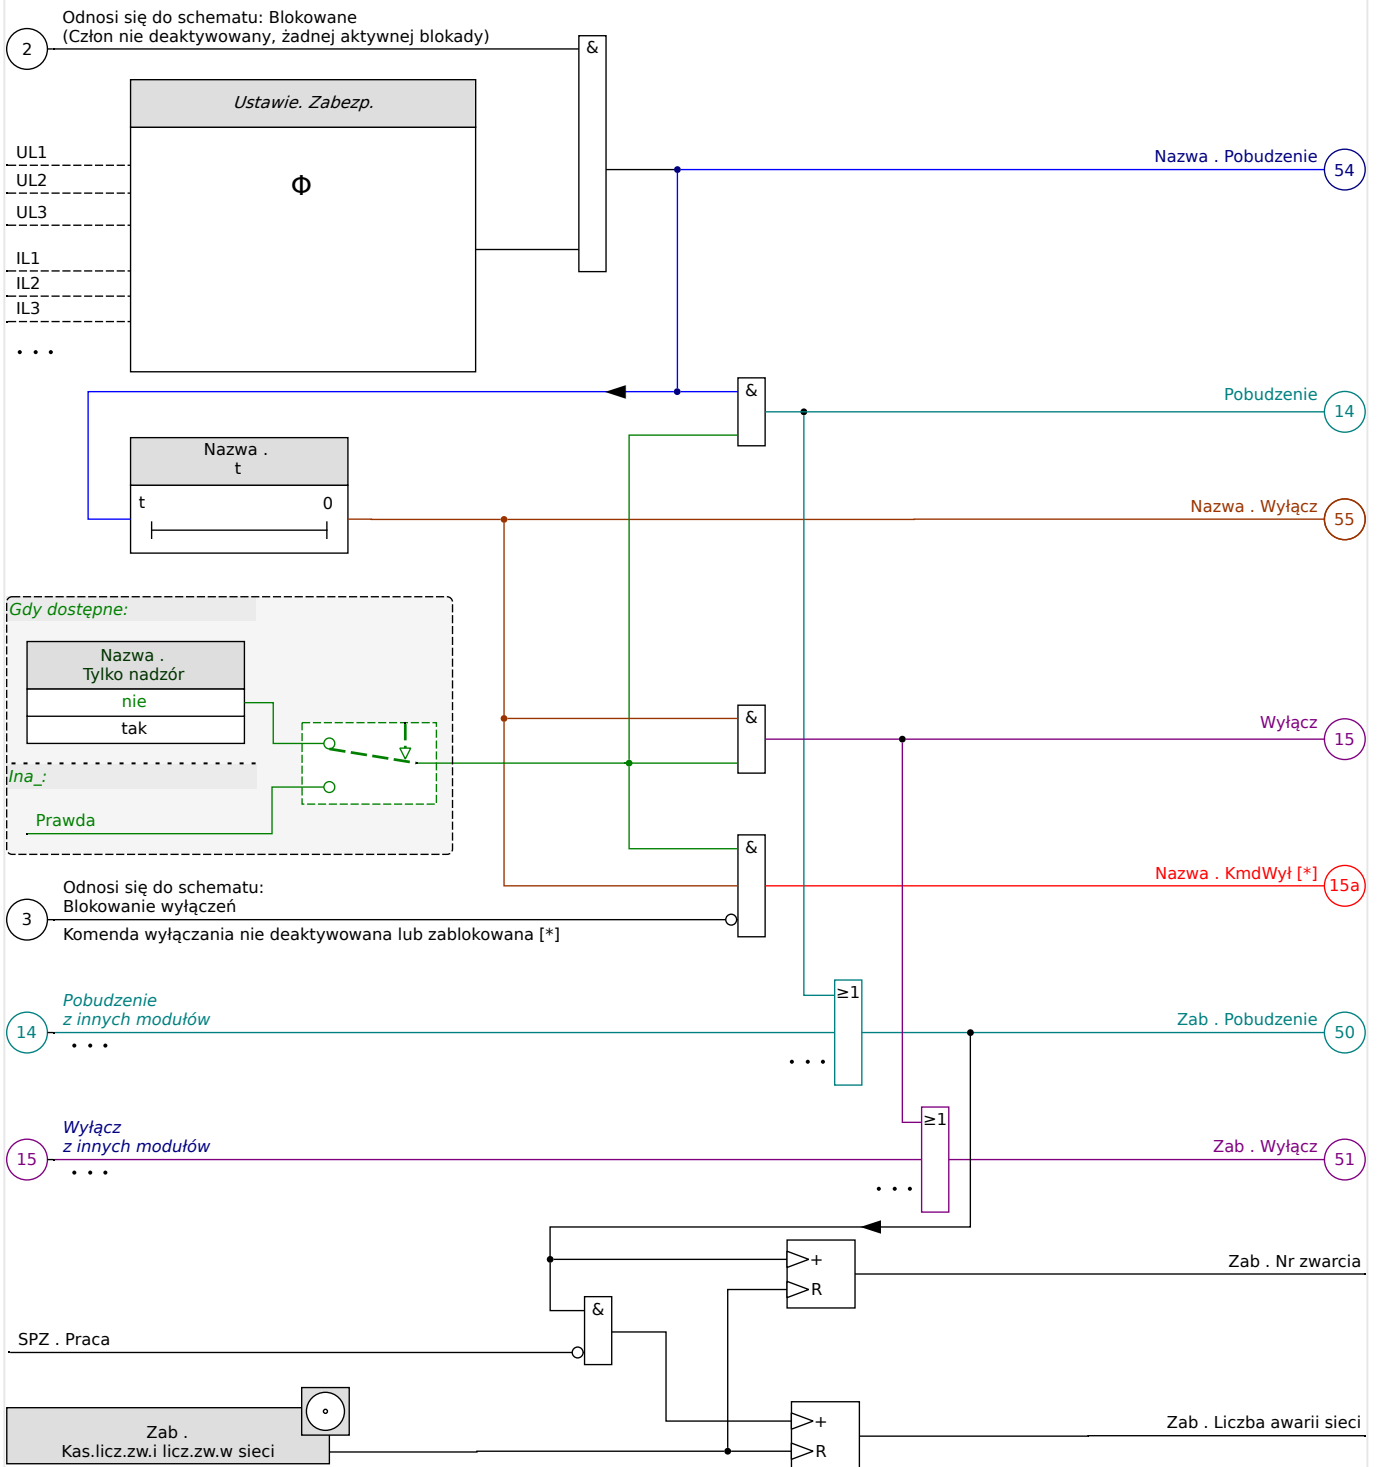 Odnosi się do schematu: Blokowane
(Człon nie deaktywowany, żadnej aktywnej blokady)
2
&
Ustawie. Zabezp.
UL1
UL2
UL3
Φ
IL1
IL2
IL3
. . .
Nazwa . Pobudzenie
54
&
Pobudzenie
14
Nazwa .
t
t 0
Nazwa . Wyłącz
55
Gdy dostępne:
Nazwa .
Tylko nadzór
nie
tak
Ina_:
Prawda
&
Wyłącz
15
&
Nazwa . KmdWył [*]
15a
Odnosi się do schematu:
Blokowanie wyłączeń
3
Komenda wyłączania nie deaktywowana lub zablokowana [*]
Pobudzenie
z innych modułów
14
. . .
≥1
. . .
Zab . Pobudzenie
50
Wyłącz
z innych modułów
15
. . .
≥1
. . .
Zab . Wyłącz
51
+
R
Zab . Nr zwarcia
&
SPZ . Praca
Zab .
Kas.licz.zw.i licz.zw.w sieci
+
R
Zab . Liczba awarii sieci